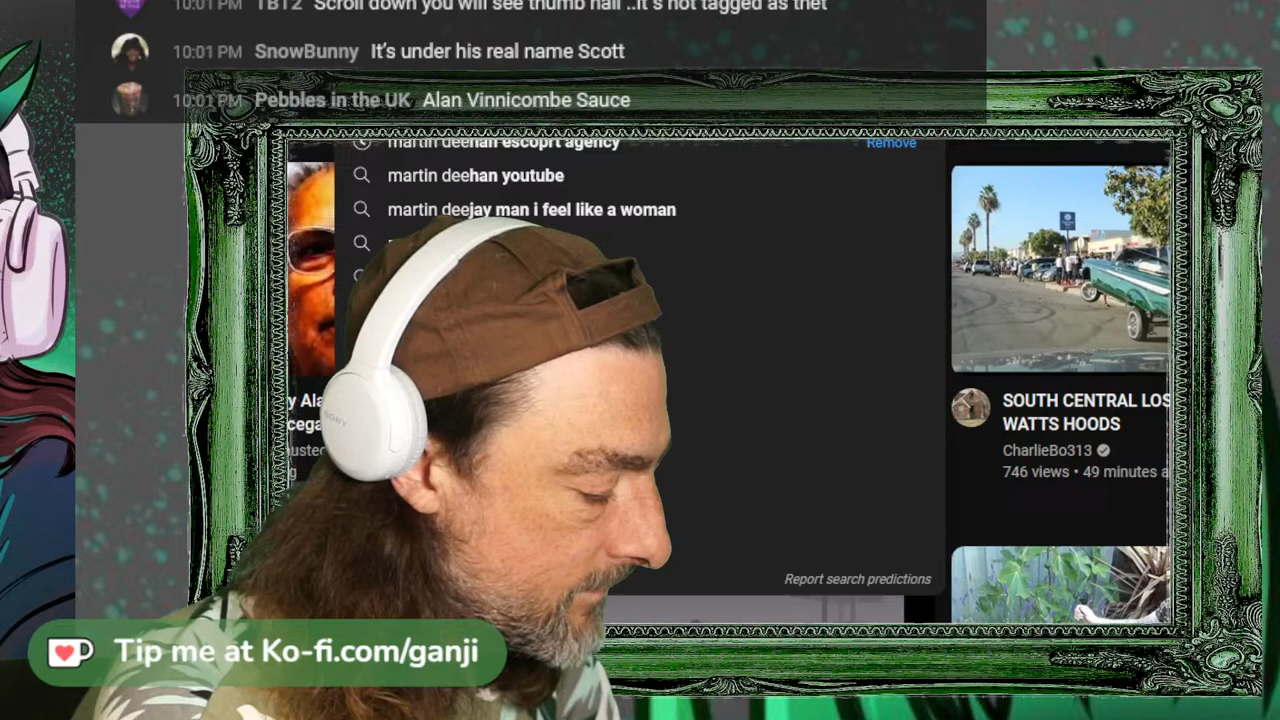 10:01 PM TBT2 Scroll down you will see thumb nail ..it's not tagged as thet
10:01 PM SnowBunny It's under his real name Scott
10:01 PM Pebbles in the UK Alan Vinnicombe Sauce
martin deehan escoprt agency Remove
martin deehan youtube
martin deejay man i feel like a woman
SONY
SOUTH CENTRAL LOS
WATTS HOODS
CharlieBo313
746 views • 49 minutes a
Report search predictions
Tip me at Ko-fi.com/ganji